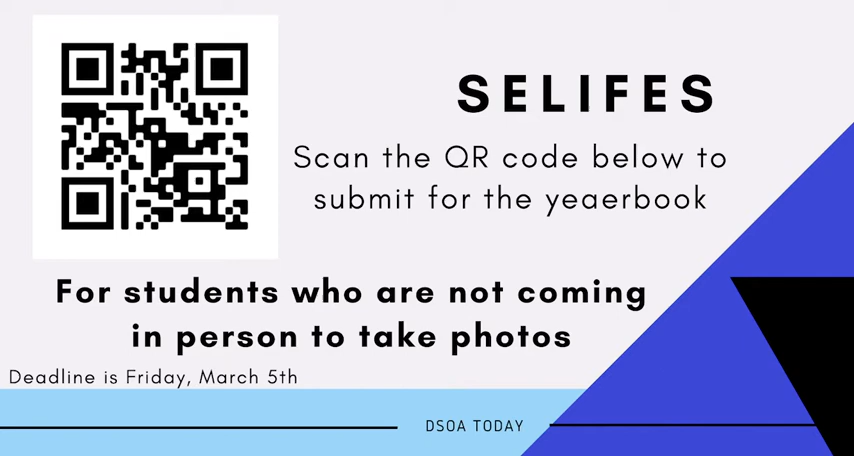 SELIFES
Scan the QR code below to
submit for the yeaerbook
For students who are not coming
in person to take photos
Deadline is Friday, March 5th
DSOA TODAY